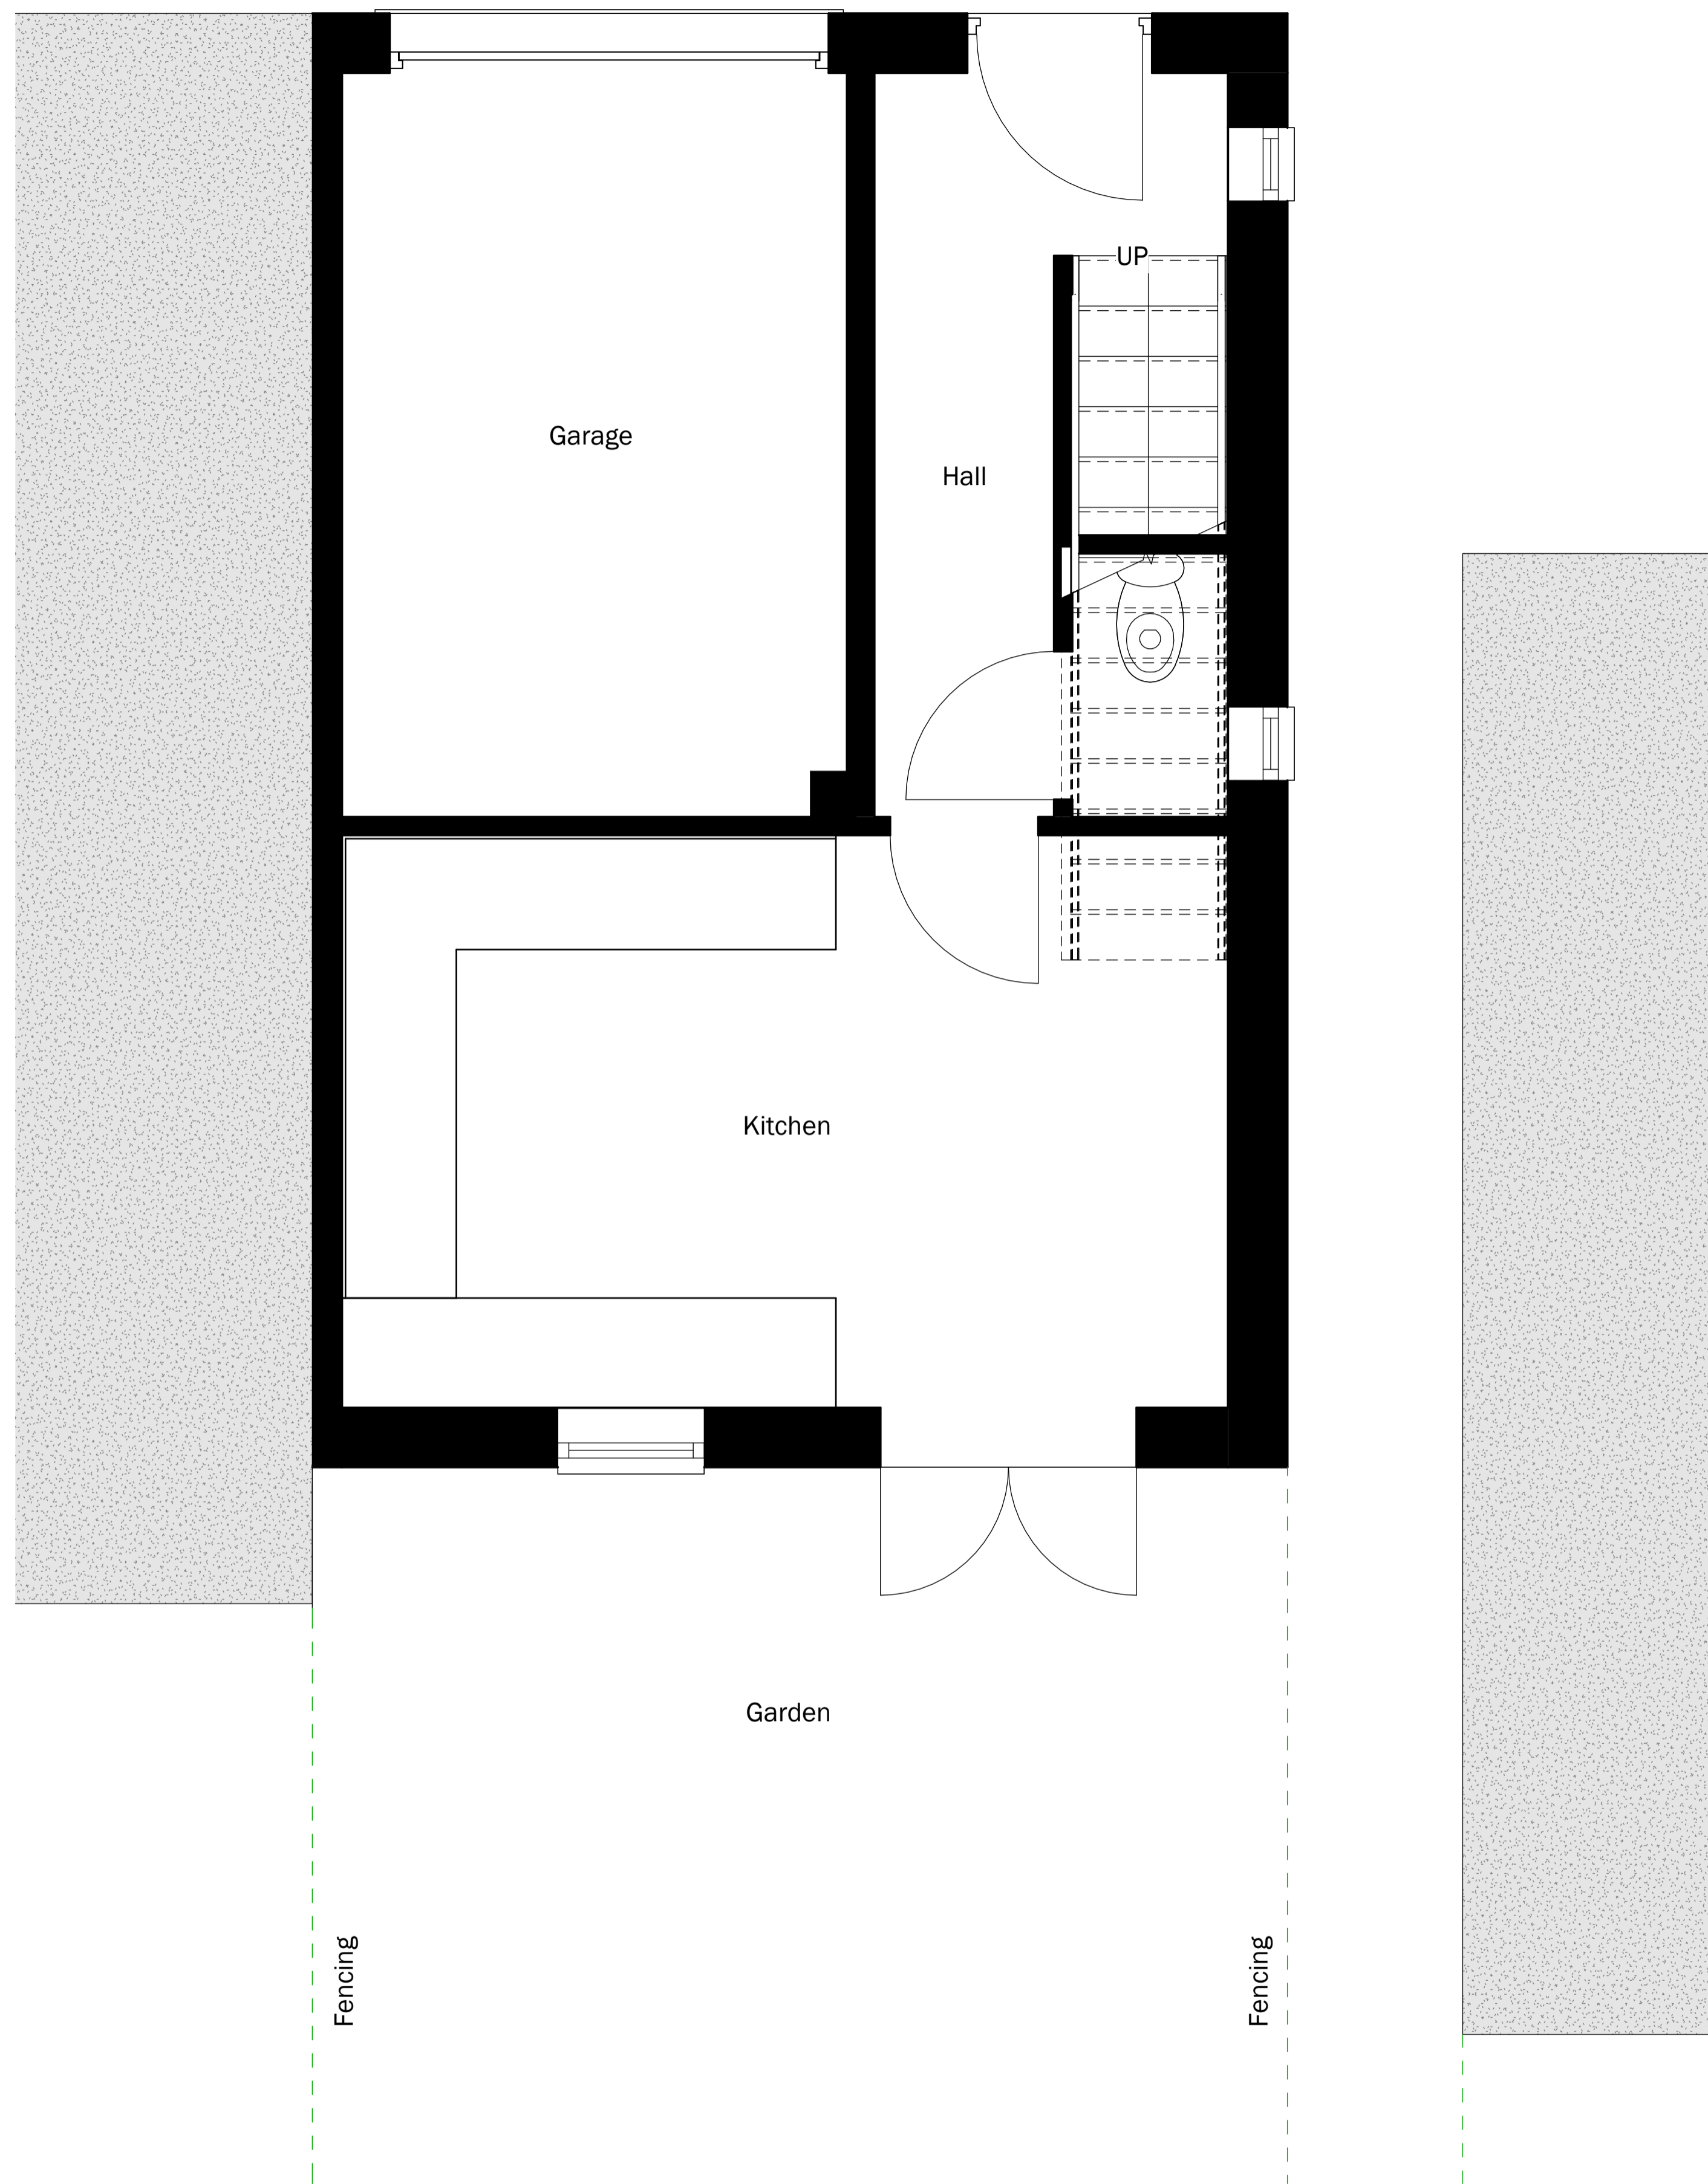 UP
Garage
Hall
Kitchen
Garden
Fencing
Fencing